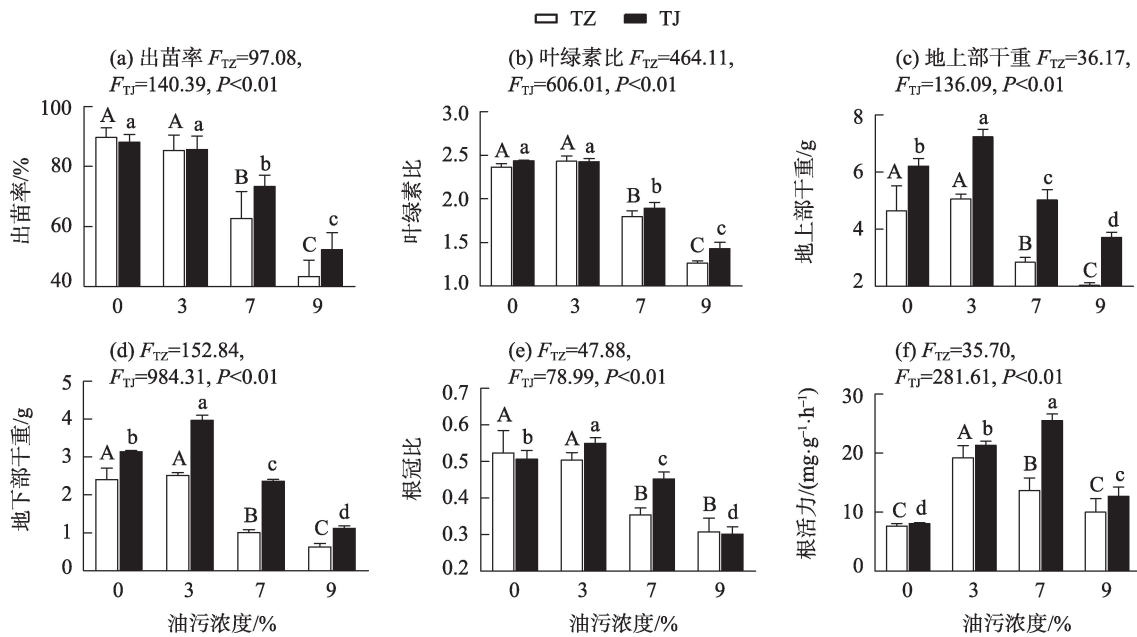 TZ TJ
(a) 出苗率 F_TZ=97.08,
F_TJ=140.39, P<0.01
100
80
60
40
出苗率/%
A a A a B b C c
0 3 7 9
(b) 叶绿素比 F_TZ=464.11,
F_TJ=606.01, P<0.01
3.0
2.5
2.0
1.5
1.0
叶绿素比
A a A a B b C c
0 3 7 9
(c) 地上部干重 F_TZ=36.17,
F_TJ=136.09, P<0.01
8
6
4
2
地上部干重/g
A b A a B c C d
0 3 7 9
(d) F_TZ=152.84,
F_TJ=984.31, P<0.01
5
4
3
2
1
0
地下部干重/g
A b A a B c C d
0 3 7 9
油污浓度/%
(e) F_TZ=47.88,
F_TJ=78.99, P<0.01
0.7
0.6
0.5
0.4
0.3
0.2
根冠比
A b A a B c B d
0 3 7 9
油污浓度/%
(f) F_TZ=35.70,
F_TJ=281.61, P<0.01
30
20
10
0
根活力/(mg·g⁻¹·h⁻¹)
C d A b B a C c
0 3 7 9
油污浓度/%